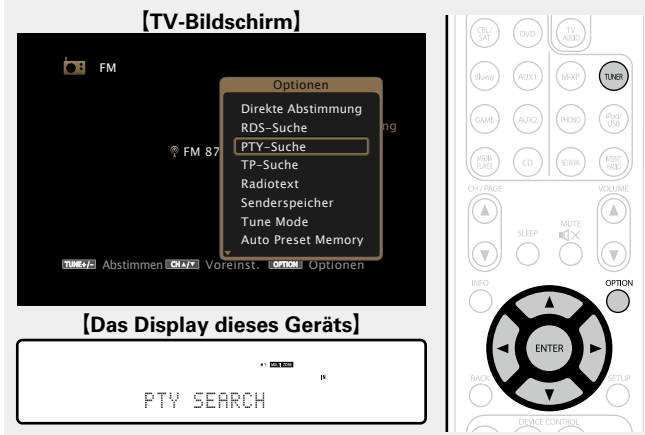 【TV-Bildschirm】
FM
Optionen
Direkte Abstimmung
RDS-Suche
PTY-Suche
TP-Suche
Radiotext
Senderspeicher
Tune Mode
Auto Preset Memory
ng
FM 87
TUNE+/- Abstimmen CH▲/▼ Voreinst. OPTION Optionen
【Das Display dieses Geräts】
MULTI ZONE
PTY SEARCH
CBL/SAT DVD TV AUDIO
Blu-ray AUX1 M-XP TUNER
GAME AUX2 PHONO iPod/USB
MEDIA PLAYER CD NETWORK INTERNET RADIO
CH / PAGE VOLUME
SLEEP MUTE
INFO OPTION
ENTER
BACK SETUP
DEVICE CONTROL